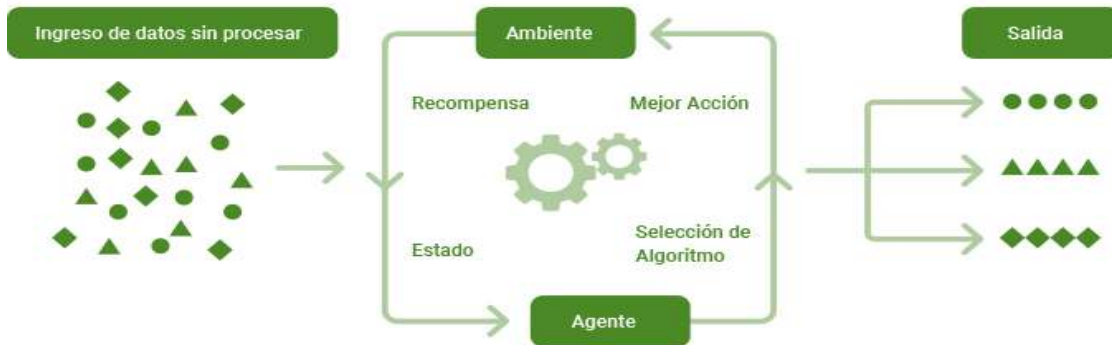 Ingreso de datos sin procesar
Ambiente
Salida
Recompensa
Mejor Acción
Estado
Selección de
Algoritmo
Agente